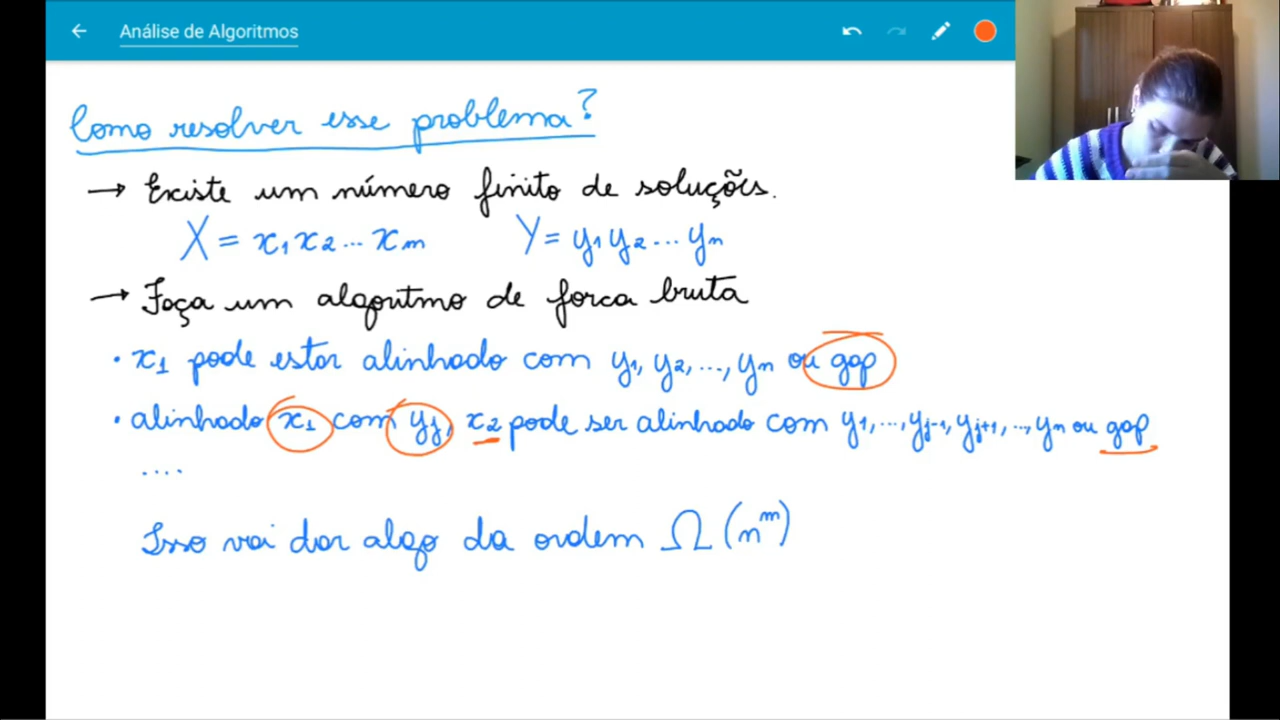 Análise de Algoritmos
Como resolver esse problema?
→ Existe um número finito de soluções.
X = x₁ x₂ ... xₘ Y = y₁ y₂ ... yₙ
→ Faça um algoritmo de forca bruta
• x₁ pode estar alinhado com y₁, y₂, ..., yₙ ou gap
• alinhado x₁ com yⱼ, x₂ pode ser alinhado com y₁, ..., yⱼ₋₁, yⱼ₊₁, ..., yₙ ou gap
....
Isso vai dar algo da ordem Ω(nᵐ)